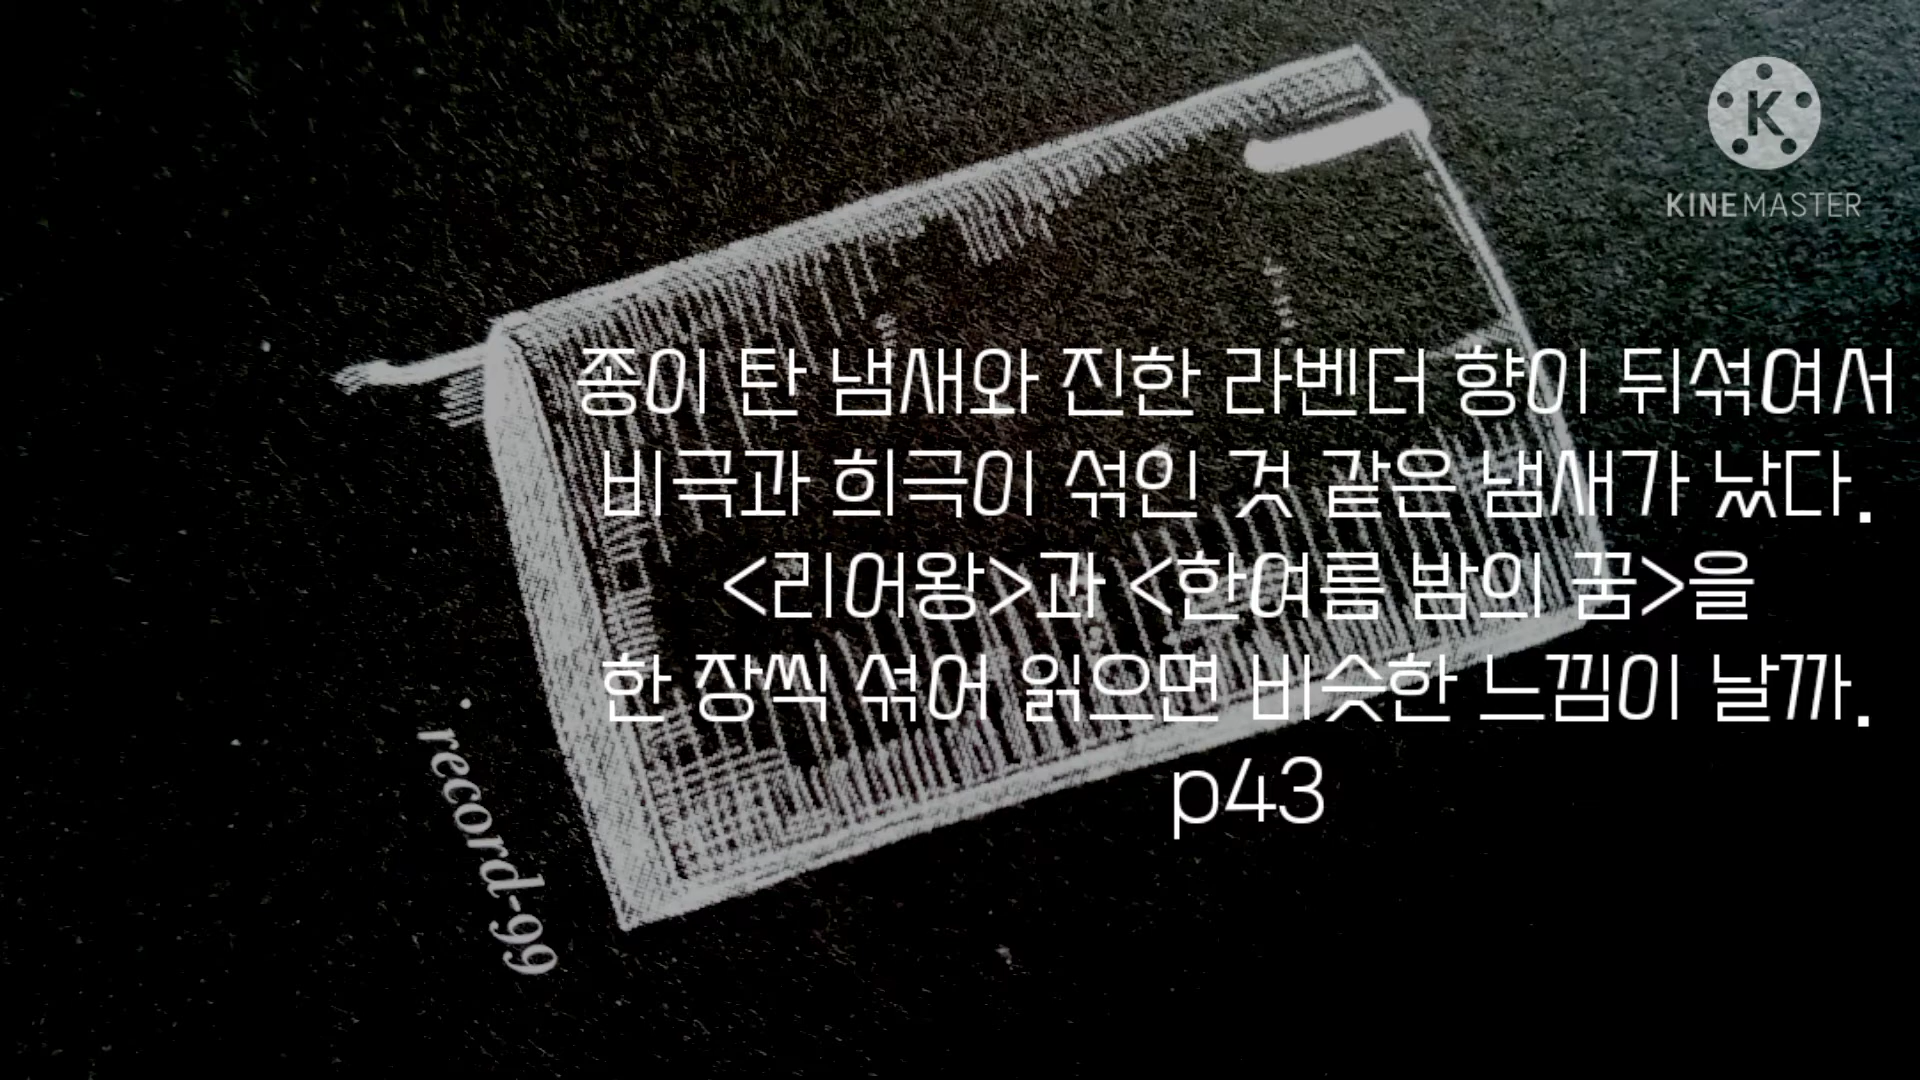 KINEMASTER
종이 탄 냄새와 진한 라벤더 향이 뒤섞여서
비극과 희극이 섞인 것 같은 냄새가 났다.
<리어왕>과 <한여름 밤의 꿈>을
한 장씩 섞어 읽으면 비슷한 느낌이 날까.
p43
record-99